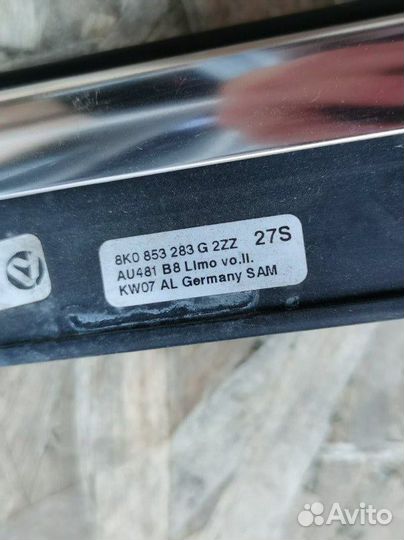 8K0 853 283 G 2ZZ 27S
AU481 B8 LImo vo.li.
KW07 AL Germany SAM
Avito